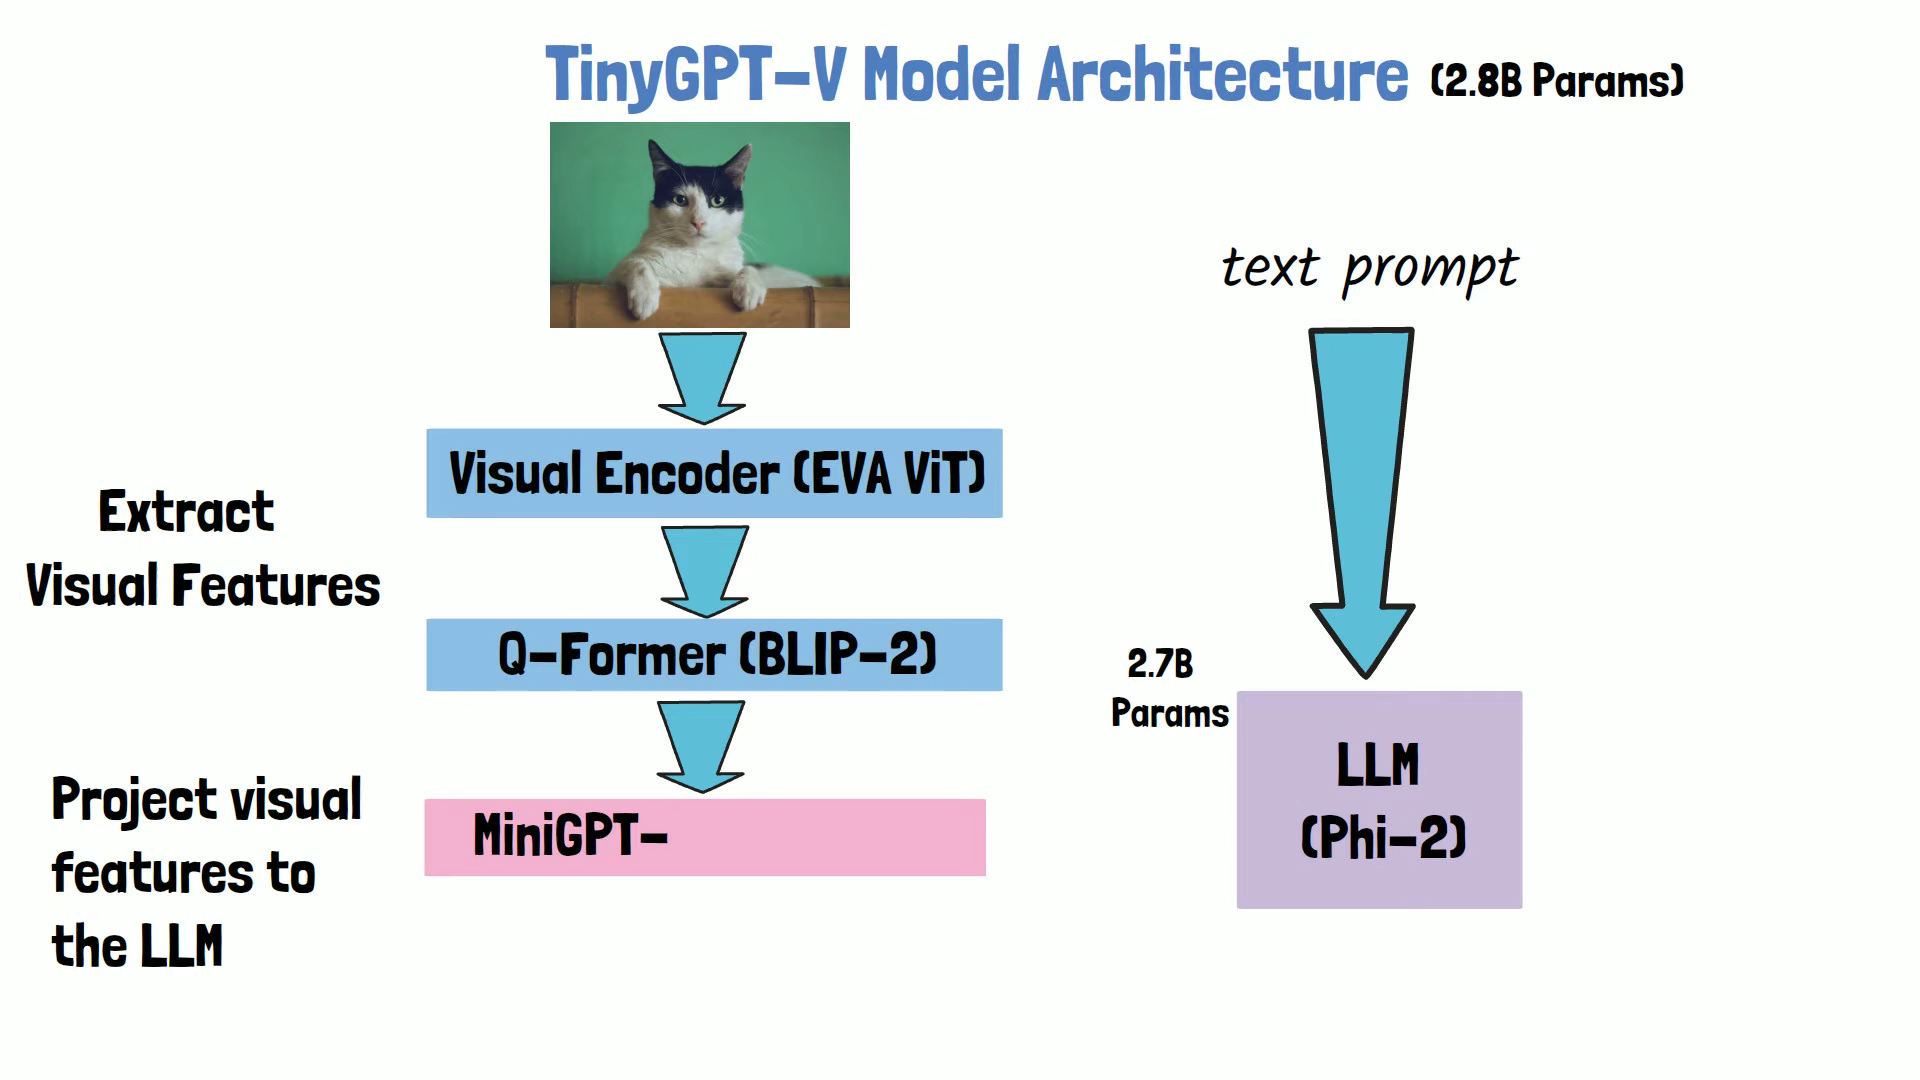 TinyGPT-V Model Architecture (2.8B Params)
text prompt
Visual Encoder (EVA ViT)
Extract
Visual Features
Q-Former (BLIP-2)
2.7B
Params
LLM
(Phi-2)
Project visual
features to
the LLM
MiniGPT-